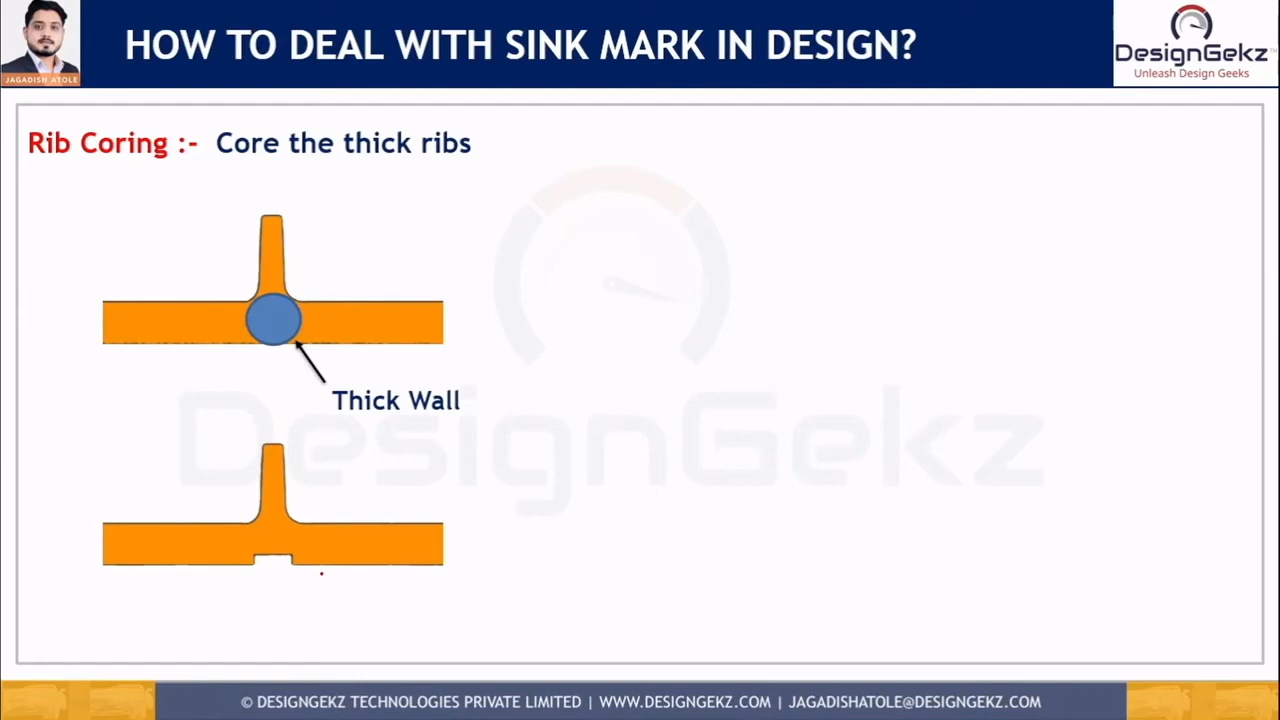 JAGADISH ATOLE
HOW TO DEAL WITH SINK MARK IN DESIGN?
DesignGekz™
Unleash Design Geeks
Rib Coring :- Core the thick ribs
Thick Wall
DesignGekz
© DESIGNGEKZ TECHNOLOGIES PRIVATE LIMITED | WWW.DESIGNGEKZ.COM | JAGADISHATOLE@DESIGNGEKZ.COM